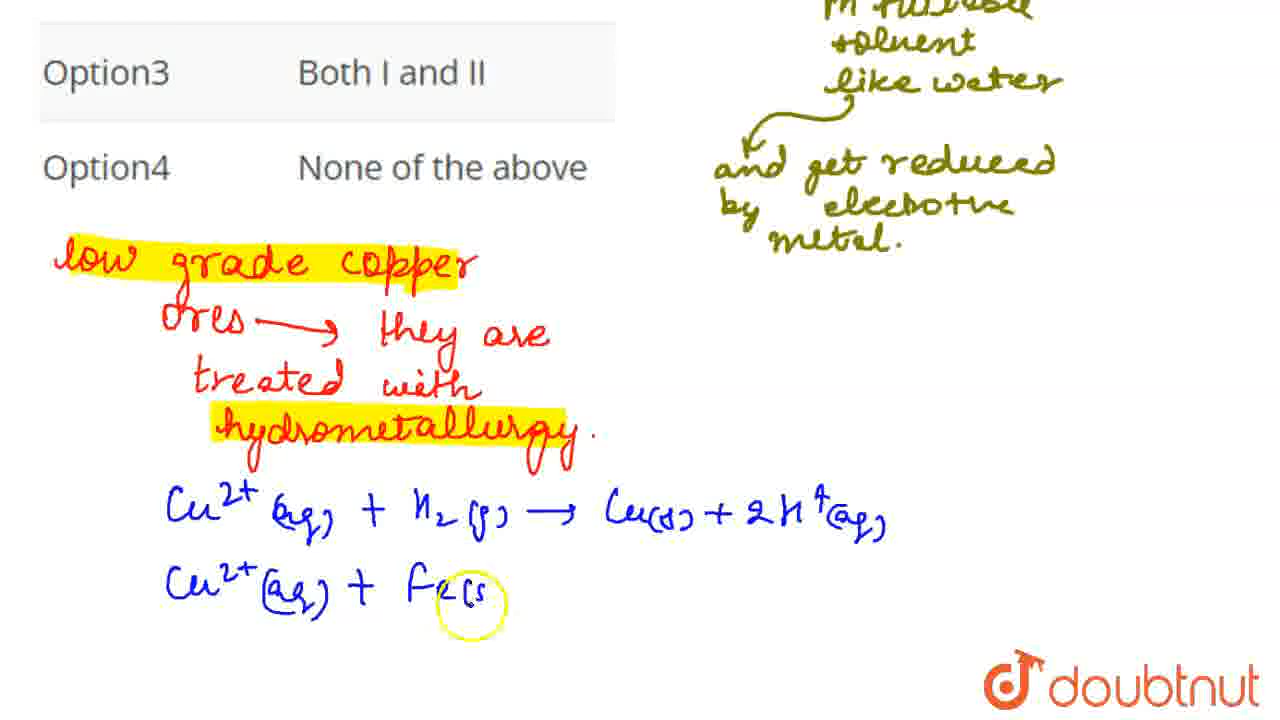 Option3 Both I and II
Option4 None of the above
solvent
like water
and get reduced
by
metal.
low grade copper
ores → they are
treated with
hydrometallurgy.
Cu²⁺(aq) + H₂(g) → Cu(s) + 2H⁺(aq)
Cu²⁺(aq) + Fe(s
doubtnut